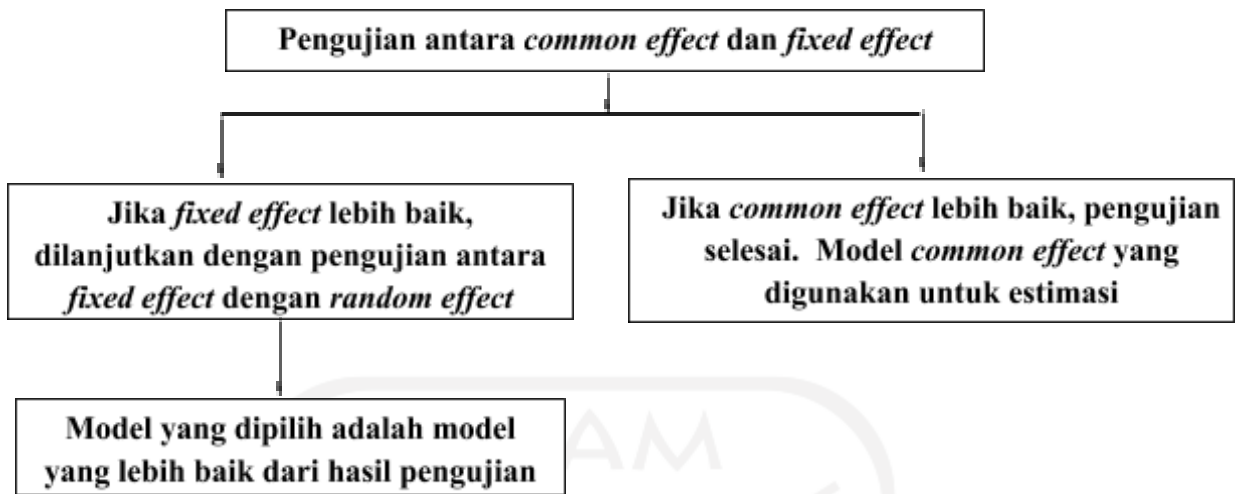 Pengujian antara common effect dan fixed effect
Jika fixed effect lebih baik,
dilanjutkan dengan pengujian antara
fixed effect dengan random effect
Jika common effect lebih baik, pengujian
selesai. Model common effect yang
digunakan untuk estimasi
Model yang dipilih adalah model
yang lebih baik dari hasil pengujian
AM